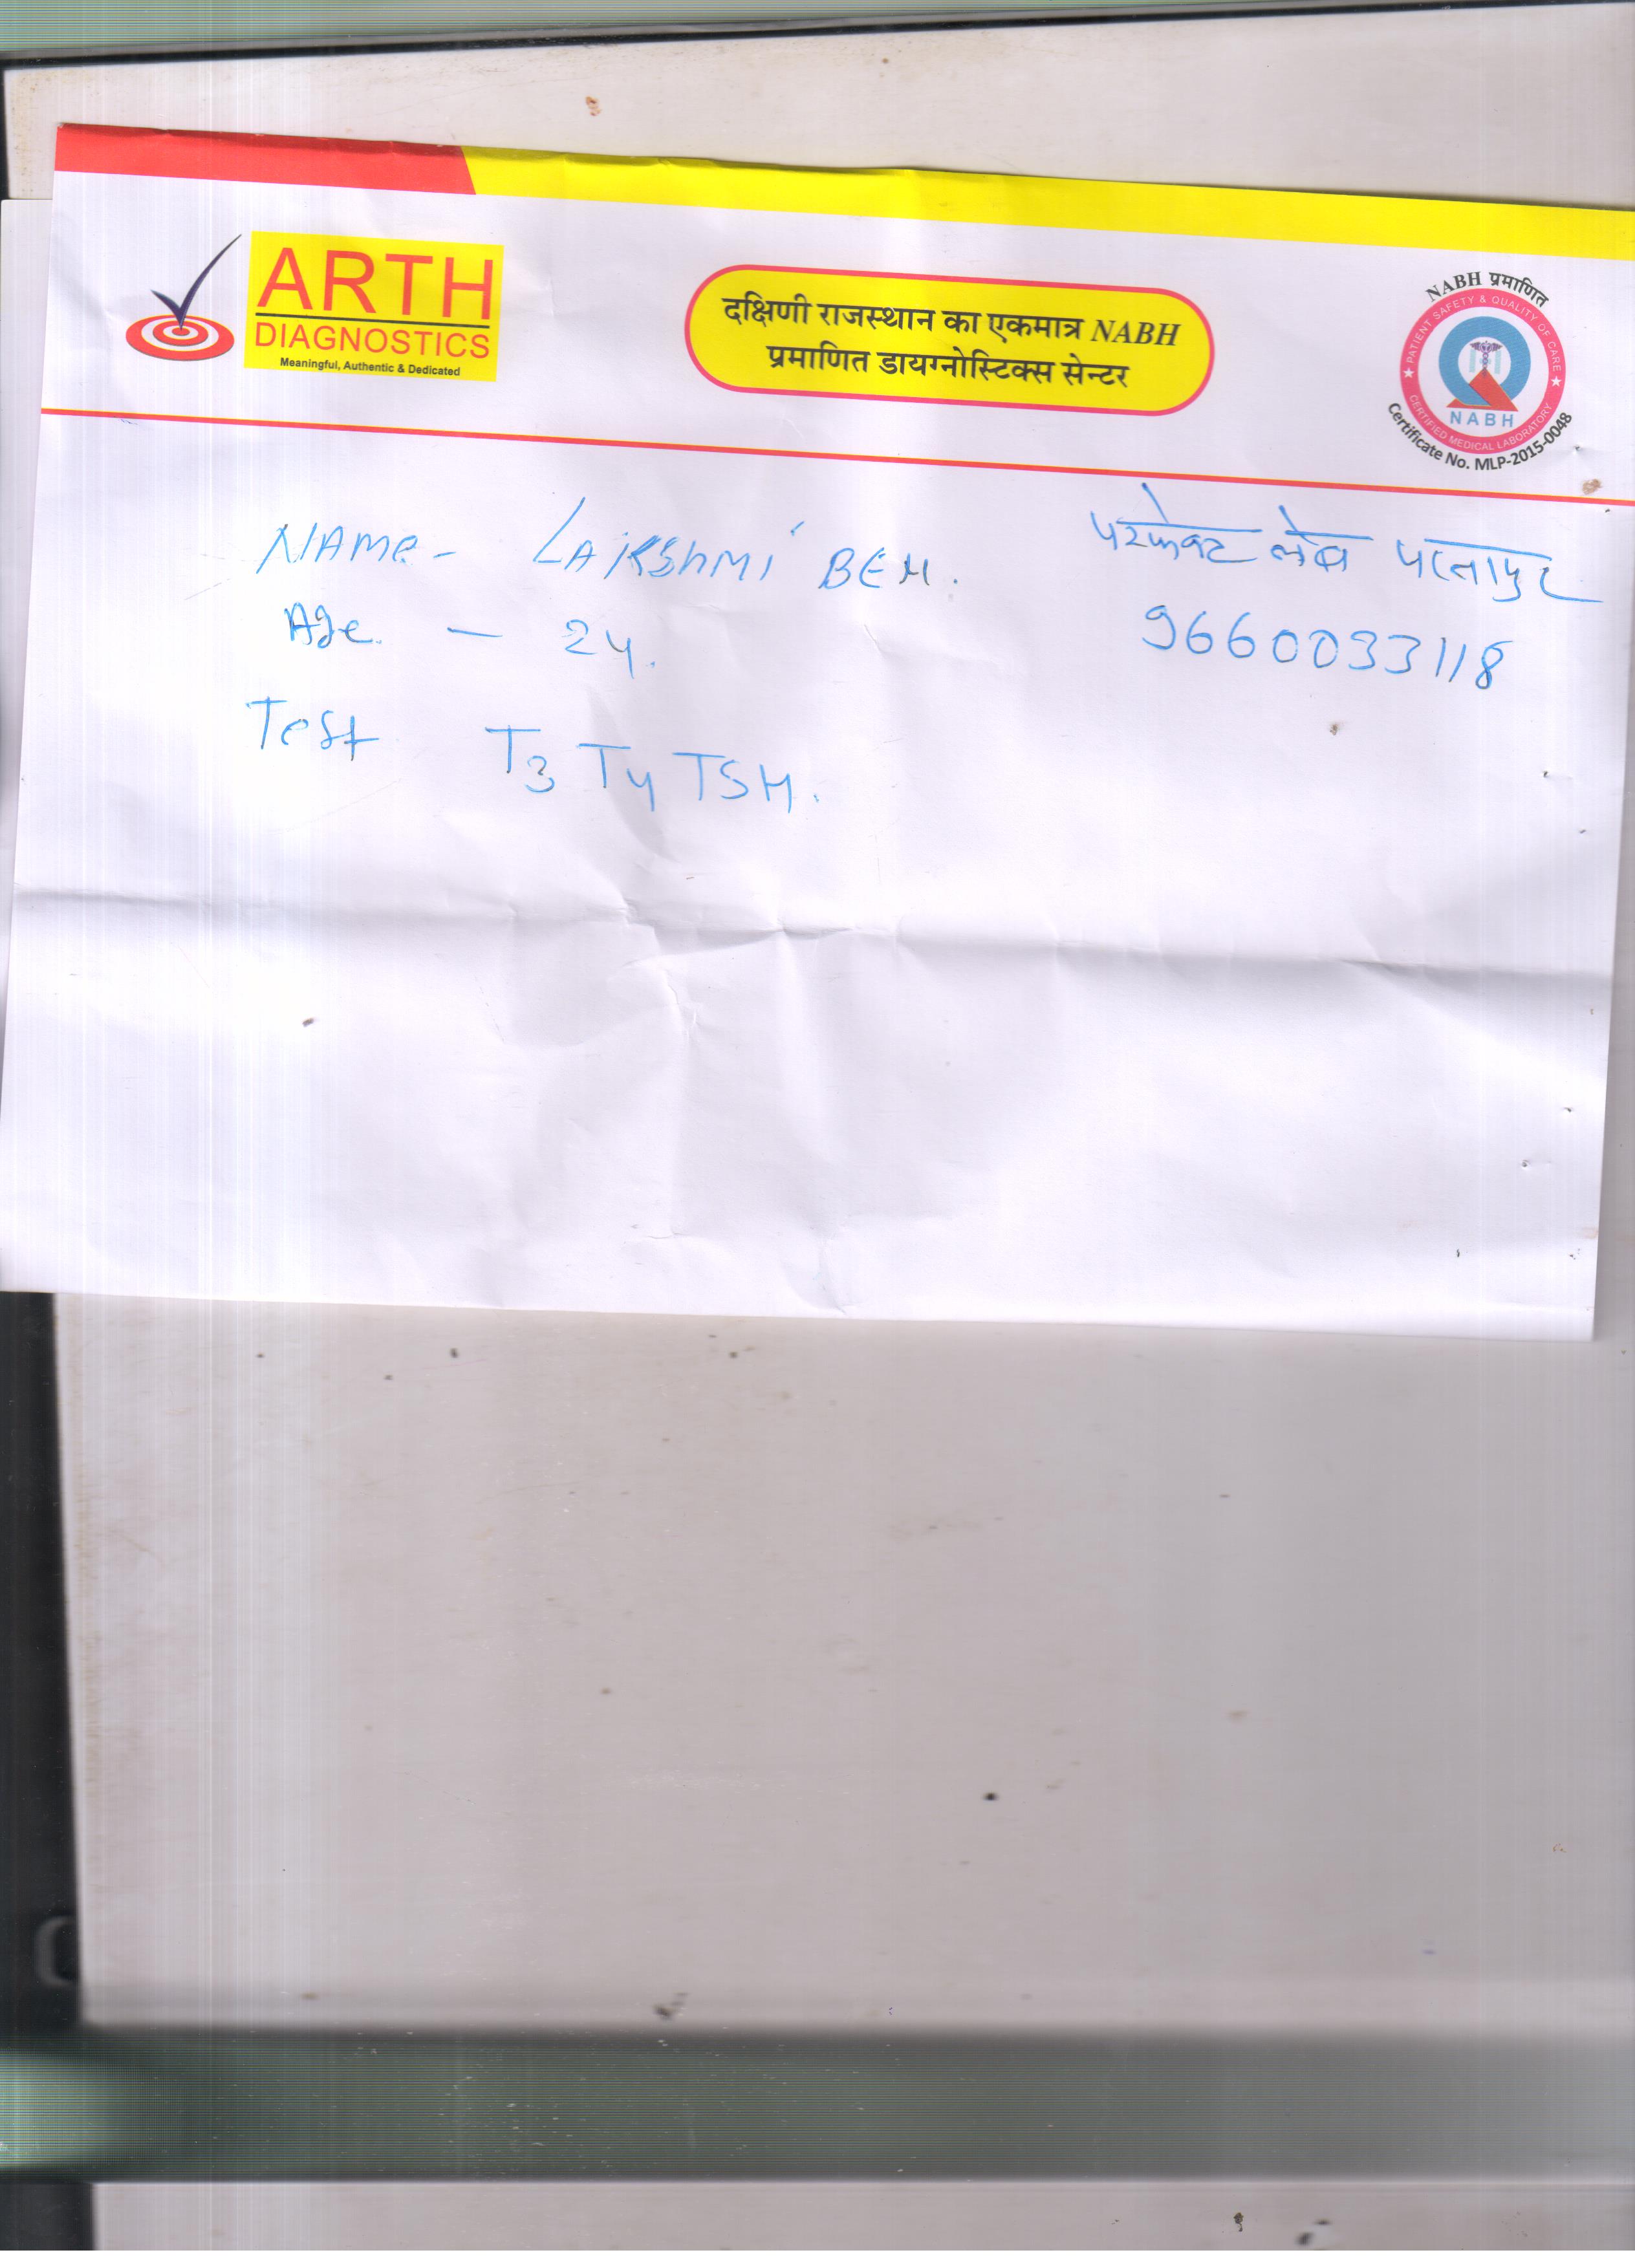 ARTH
DIAGNOSTICS
Meaningful, Authentic & Dedicated
दक्षिणी राजस्थान का एकमात्र NABH
प्रमाणित डायग्नोस्टिक्स सेन्टर
NABH प्रमाणित
PATIENT SAFETY & QUALITY OF CARE
NABH
CERTIFIED MEDICAL LABORATORY
Certificate No. MLP-2015-0048
NAMe - LAKShMi BEN.
परफेक्ट लेब परतापुर
Age. - 24.
9660033118
Test T3 T4 TSH.